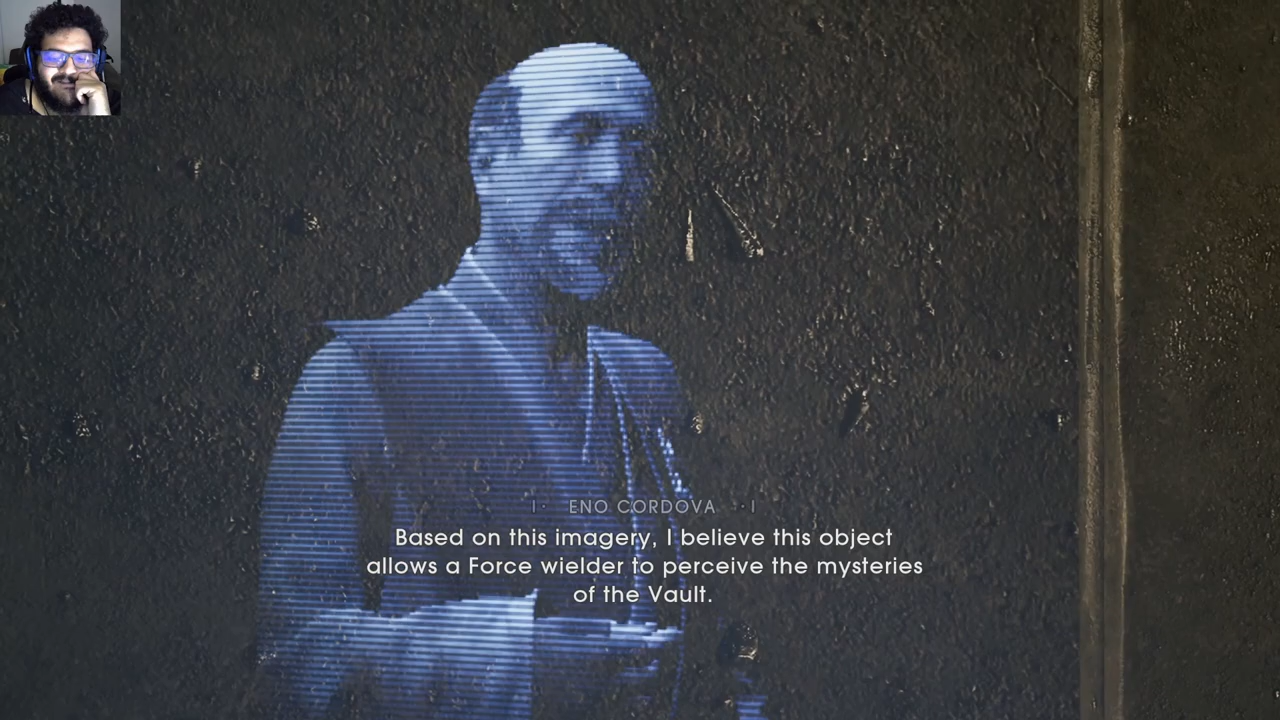 ENO CORDOVA
Based on this imagery, I believe this object
allows a Force wielder to perceive the mysteries
of the Vault.